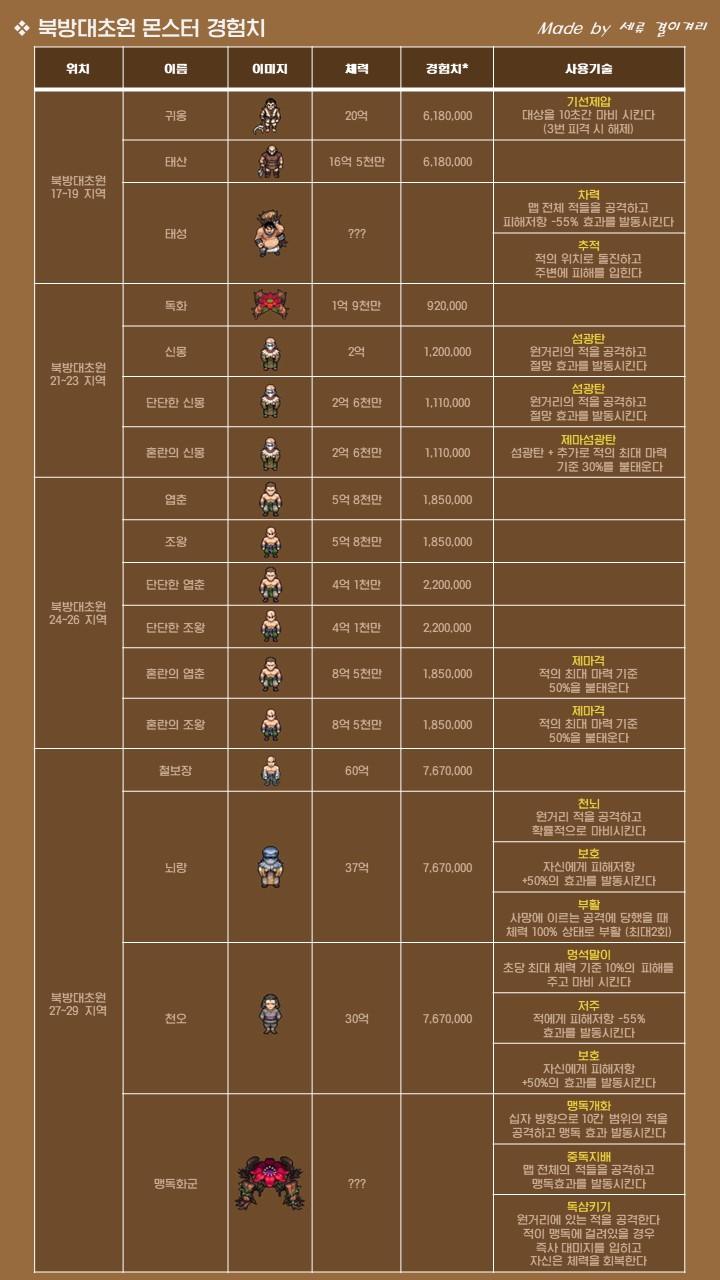 ❖ 북방대초원 몬스터 경험치
Made by 세류 걸이거리
위치 이름 이미지 체력 경험치* 사용기술
북방대초원
17-19 지역
귀웅 20억 6,180,000
기선제압
대상을 10초간 마비 시킨다
(3번 피격 시 해제)
태산 16억 5천만 6,180,000
태성 ???
차력
맵 전체 적들을 공격하고
피해저항 -55% 효과를 발동시킨다
추적
적의 위치로 돌진하고
주변에 피해를 입힌다
북방대초원
21-23 지역
독화 1억 9천만 920,000
신몽 2억 1,200,000
섬광탄
원거리의 적을 공격하고
절망 효과를 발동시킨다
단단한 신몽 2억 6천만 1,110,000
섬광탄
원거리의 적을 공격하고
절망 효과를 발동시킨다
혼란의 신몽 2억 6천만 1,110,000
제마섬광탄
섬광탄 + 추가로 적의 최대 마력
기준 30%를 불태운다
북방대초원
24-26 지역
엽춘 5억 8천만 1,850,000
조왕 5억 8천만 1,850,000
단단한 엽춘 4억 1천만 2,200,000
단단한 조왕 4억 1천만 2,200,000
혼란의 엽춘 8억 5천만 1,850,000
제마격
적의 최대 마력 기준
50%을 불태운다
혼란의 조왕 8억 5천만 1,850,000
제마격
적의 최대 마력 기준
50%을 불태운다
북방대초원
27-29 지역
철보장 60억 7,670,000
뇌랑 37억 7,670,000
천뇌
원거리 적을 공격하고
확률적으로 마비시킨다
보호
자신에게 피해저항
+50%의 효과를 발동시킨다
부활
사망에 이르는 공격에 당했을 때
체력 100% 상태로 부활 (최대2회)
천오 30억 7,670,000
멍석말이
초당 최대 체력 기준 10%의 피해를
주고 마비 시킨다
저주
적에게 피해저항 -55%
효과를 발동시킨다
보호
자신에게 피해저항
+50%의 효과를 발동시킨다
맹독화군 ???
맹독개화
십자 방향으로 10칸 범위의 적을
공격하고 맹독 효과 발동시킨다
중독지배
맵 전체의 적들을 공격하고
맹독효과를 발동시킨다
독삼키기
원거리에 있는 적을 공격한다
적이 맹독에 걸려있을 경우
즉사 대미지를 입히고
자신은 체력을 회복한다